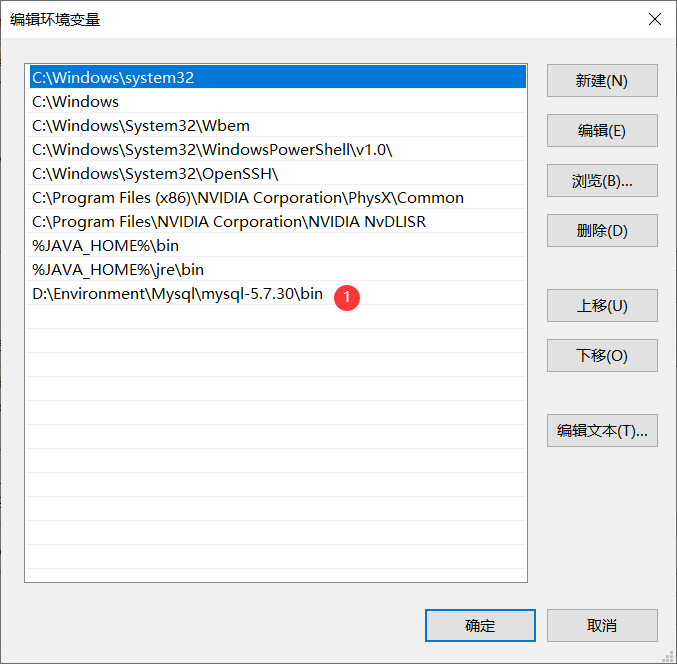 编辑环境变量
C:\Windows\system32
C:\Windows
C:\Windows\System32\Wbem
C:\Windows\System32\WindowsPowerShell\v1.0\
C:\Windows\System32\OpenSSH\
C:\Program Files (x86)\NVIDIA Corporation\PhysX\Common
C:\Program Files\NVIDIA Corporation\NVIDIA NvDLISR
%JAVA_HOME%\bin
%JAVA_HOME%\jre\bin
D:\Environment\Mysql\mysql-5.7.30\bin 1
新建(N)
编辑(E)
浏览(B)...
删除(D)
上移(U)
下移(O)
编辑文本(T)...
确定
取消